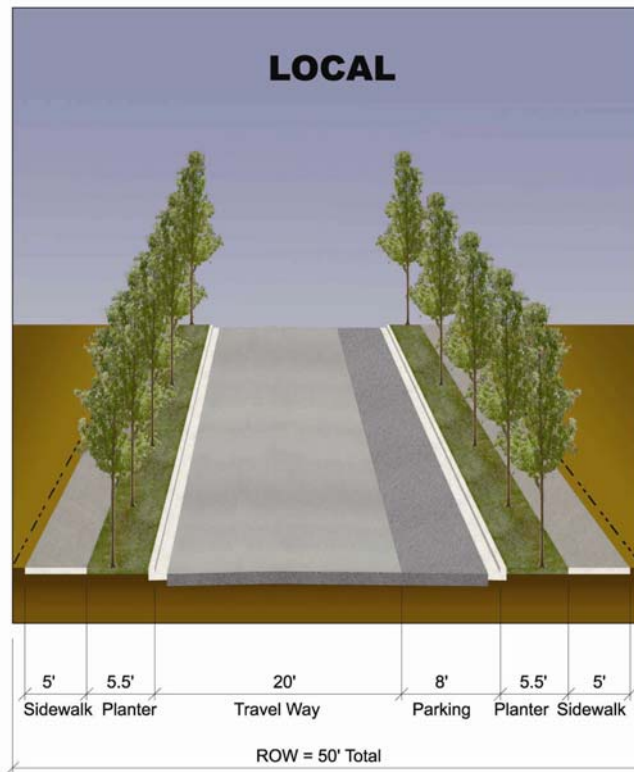 LOCAL
5' 5.5' 20' 8' 5.5' 5'
Sidewalk Planter Travel Way Parking Planter Sidewalk
ROW = 50' Total